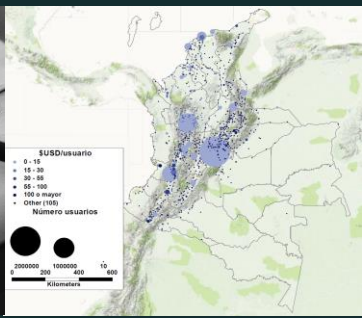 $USD/usuario
0 - 15
15 - 30
30 - 55
55 - 100
100 o mayor
Other (105)
Número usuarios
2000000 1000000 10
0 200 400 600
Kilometers